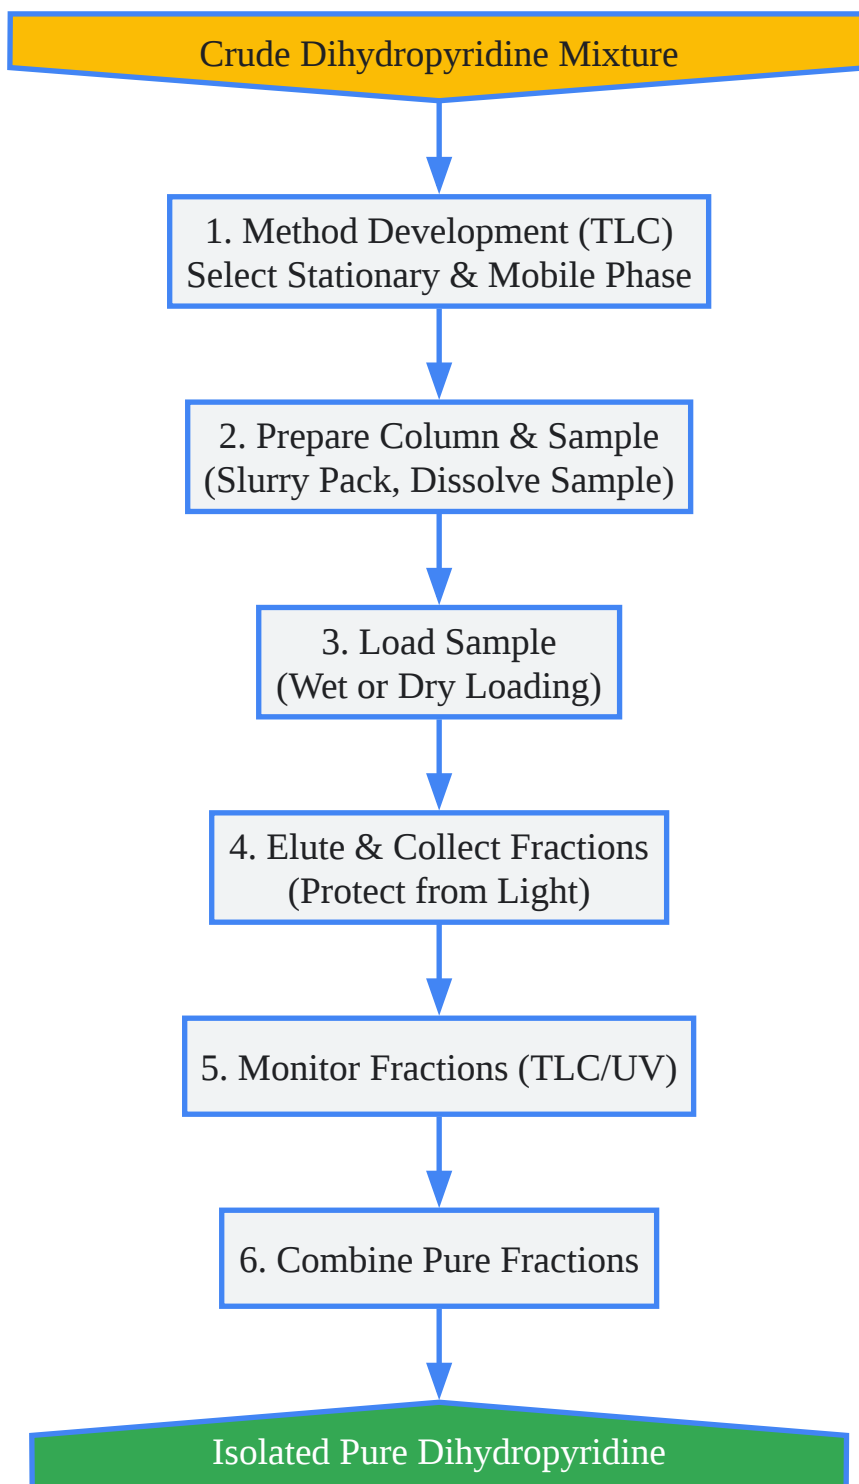 Crude Dihydropyridine Mixture
1. Method Development (TLC)
Select Stationary & Mobile Phase
2. Prepare Column & Sample
(Slurry Pack, Dissolve Sample)
3. Load Sample
(Wet or Dry Loading)
4. Elute & Collect Fractions
(Protect from Light)
5. Monitor Fractions (TLC/UV)
6. Combine Pure Fractions
Isolated Pure Dihydropyridine